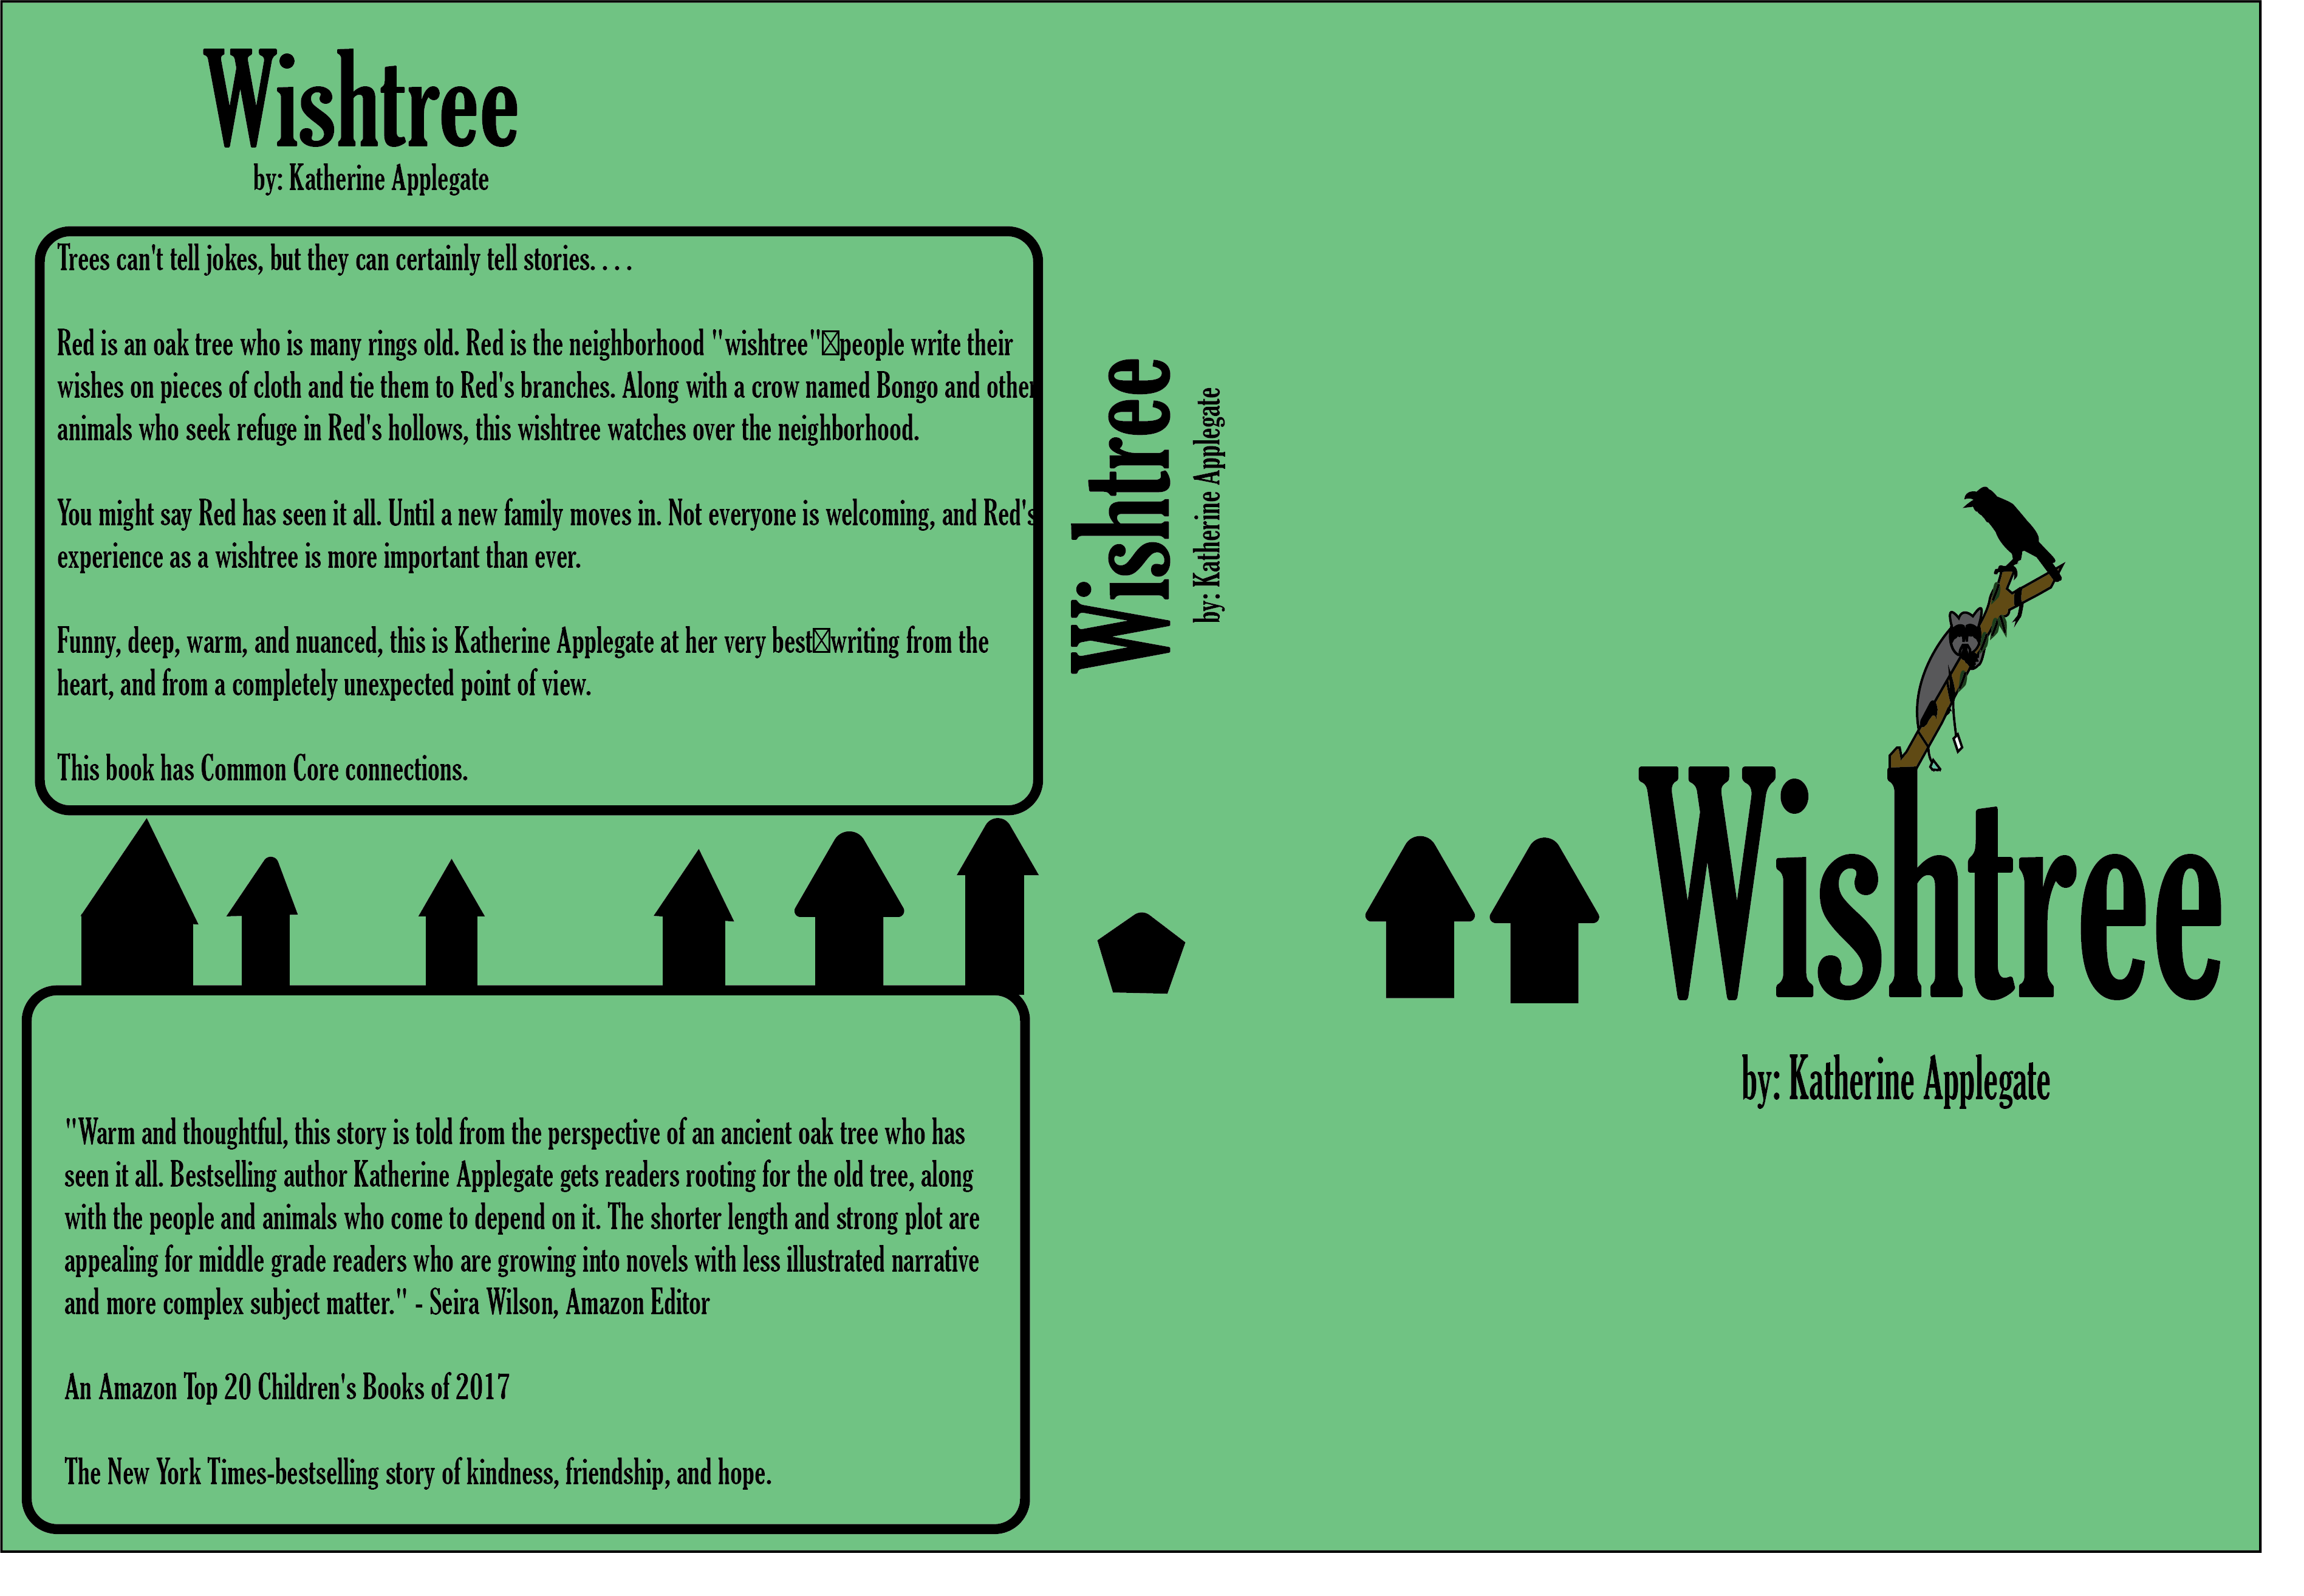 Wishtree
by: Katherine Applegate
Trees can't tell jokes, but they can certainly tell stories. . . .
Red is an oak tree who is many rings old. Red is the neighborhood "wishtree"☒people write their
wishes on pieces of cloth and tie them to Red's branches. Along with a crow named Bongo and other
animals who seek refuge in Red's hollows, this wishtree watches over the neighborhood.
You might say Red has seen it all. Until a new family moves in. Not everyone is welcoming, and Red's
experience as a wishtree is more important than ever.
Funny, deep, warm, and nuanced, this is Katherine Applegate at her very best☒writing from the
heart, and from a completely unexpected point of view.
This book has Common Core connections.
"Warm and thoughtful, this story is told from the perspective of an ancient oak tree who has
seen it all. Bestselling author Katherine Applegate gets readers rooting for the old tree, along
with the people and animals who come to depend on it. The shorter length and strong plot are
appealing for middle grade readers who are growing into novels with less illustrated narrative
and more complex subject matter." - Seira Wilson, Amazon Editor
An Amazon Top 20 Children's Books of 2017
The New York Times-bestselling story of kindness, friendship, and hope.
Wishtree
by: Katherine Applegate
Wishtree
by: Katherine Applegate